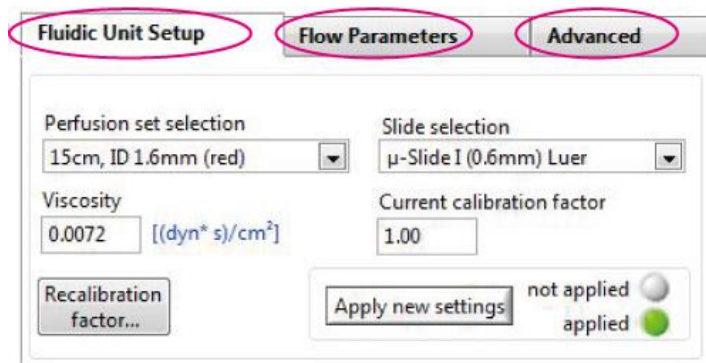 Fluidic Unit Setup
Flow Parameters
Advanced
Perfusion set selection
15cm, ID 1.6mm (red)
Slide selection
µ-Slide I (0.6mm) Luer
Viscosity
0.0072 [(dyn* s)/cm²]
Current calibration factor
1.00
Recalibration
factor...
Apply new settings
not applied
applied